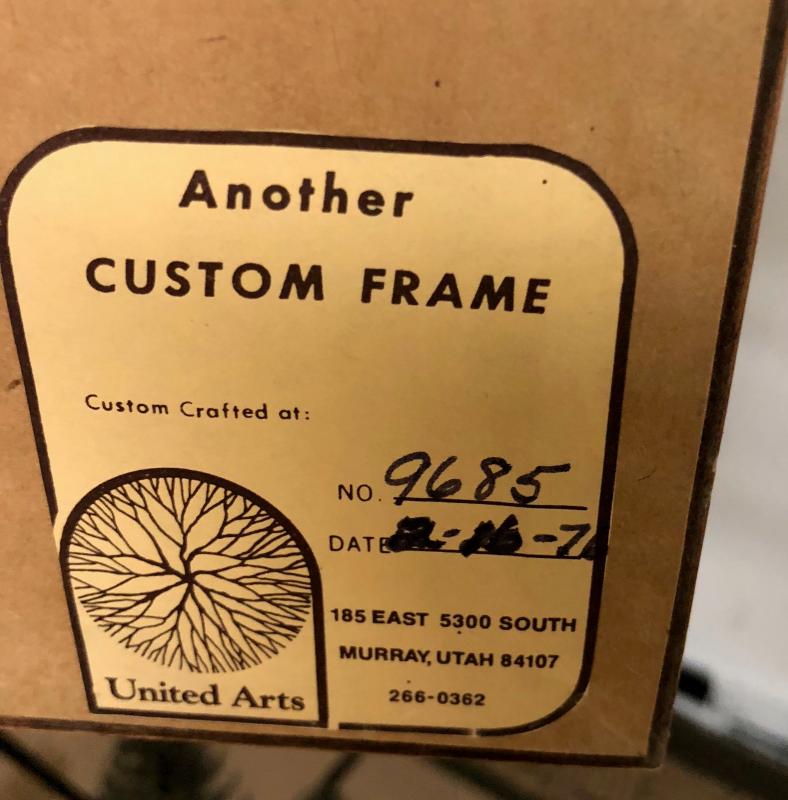 Another
CUSTOM FRAME
Custom Crafted at:
NO. 9685
DATE
185 EAST 5300 SOUTH
MURRAY, UTAH 84107
266-0362
United Arts